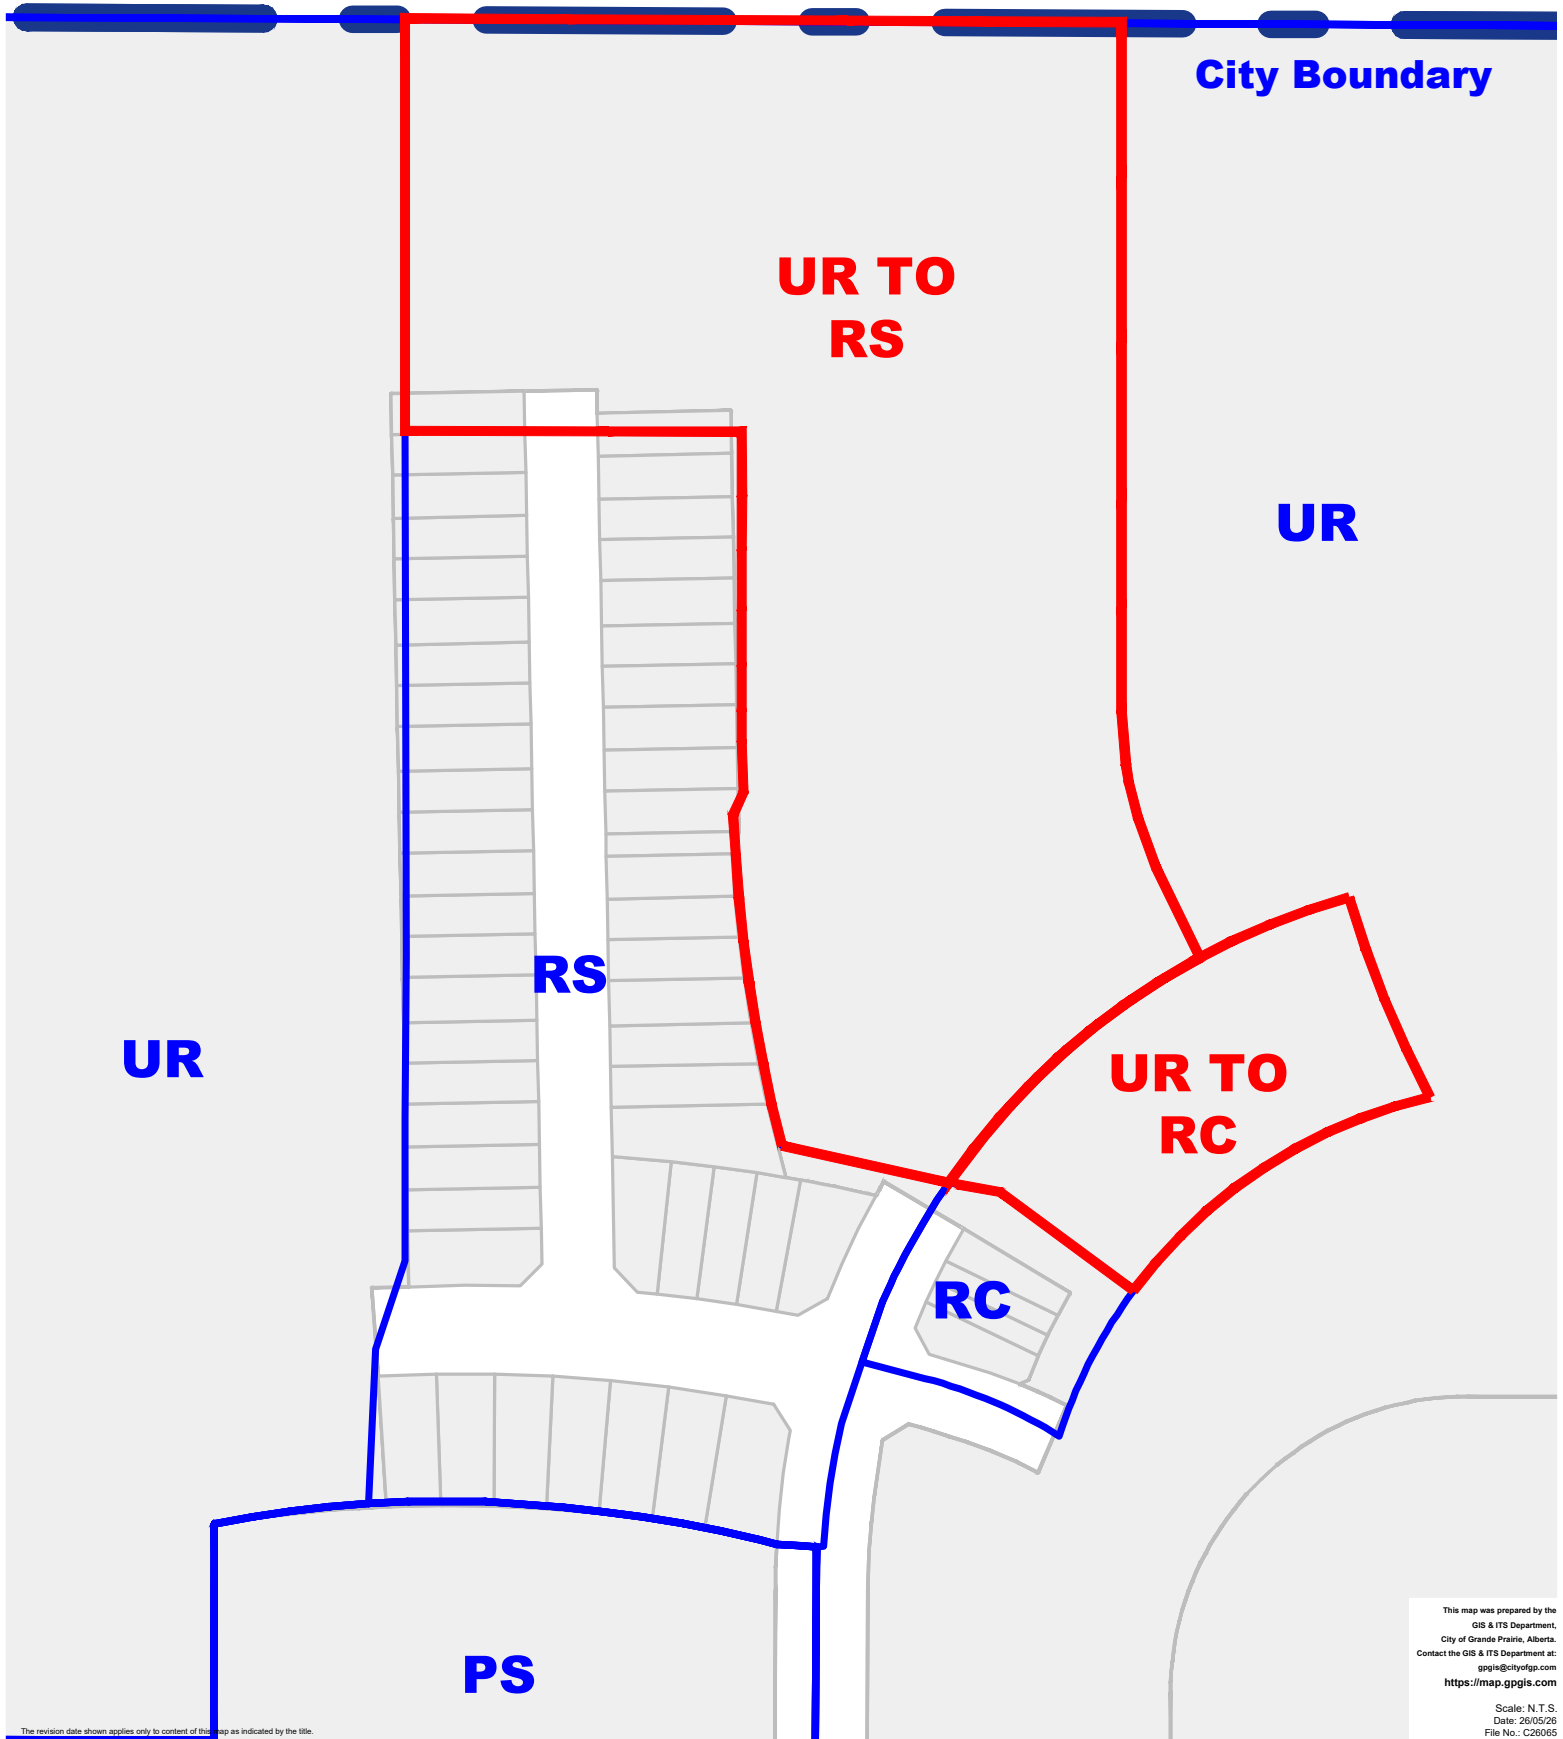 City Boundary
UR TO
RS
UR
RS
UR
UR TO
RC
RC
PS
This map was prepared by the
GIS & ITS Department,
City of Grande Prairie, Alberta.
Contact the GIS & ITS Department at:
gpgis@cityofgp.com
https://map.gpgis.com
Scale: N.T.S.
Date: 26/05/26
File No.: C26065
The revision date shown applies only to content of this map as indicated by the title.